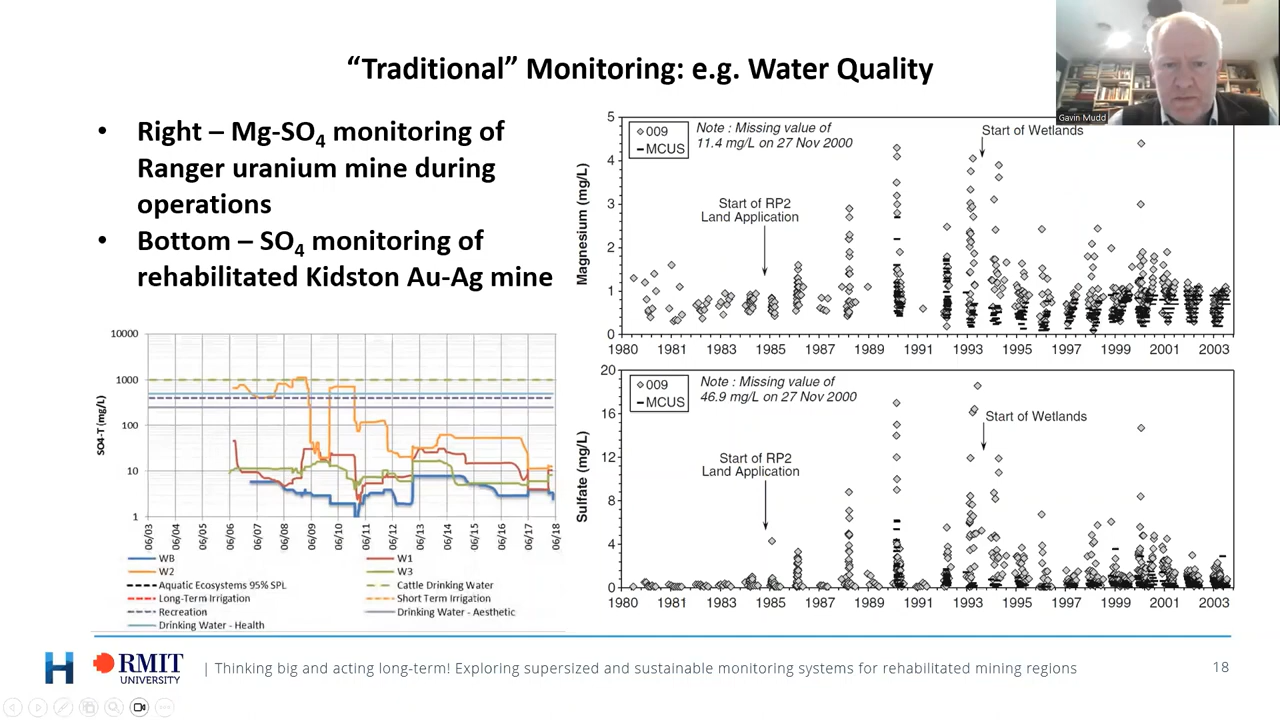 “Traditional” Monitoring: e.g. Water Quality
Gavin Mudd
• Right – Mg-SO4 monitoring of
Ranger uranium mine during
operations
• Bottom – SO4 monitoring of
rehabilitated Kidston Au-Ag mine
5
4
3
2
1
0
Magnesium (mg/L)
009
MCUS
Note : Missing value of
11.4 mg/L on 27 Nov 2000
Start of Wetlands
Start of RP2
Land Application
1980 1981 1983 1985 1987 1989 1991 1993 1995 1997 1999 2001 2003
20
16
12
8
4
0
Sulfate (mg/L)
009
MCUS
Note : Missing value of
46.9 mg/L on 27 Nov 2000
Start of Wetlands
Start of RP2
Land Application
1980 1981 1983 1985 1987 1989 1991 1993 1995 1997 1999 2001 2003
10000
1000
100
10
1
SO4-T (mg/L)
06/03 06/04 06/05 06/06 06/07 06/08 06/09 06/10 06/11 06/12 06/13 06/14 06/15 06/16 06/17 06/18
WB W1
W2 W3
Aquatic Ecosystems 95% SPL Cattle Drinking Water
Long-Term Irrigation Short Term Irrigation
Recreation Drinking Water - Aesthetic
Drinking Water - Health
RMIT
UNIVERSITY
| Thinking big and acting long-term! Exploring supersized and sustainable monitoring systems for rehabilitated mining regions
18